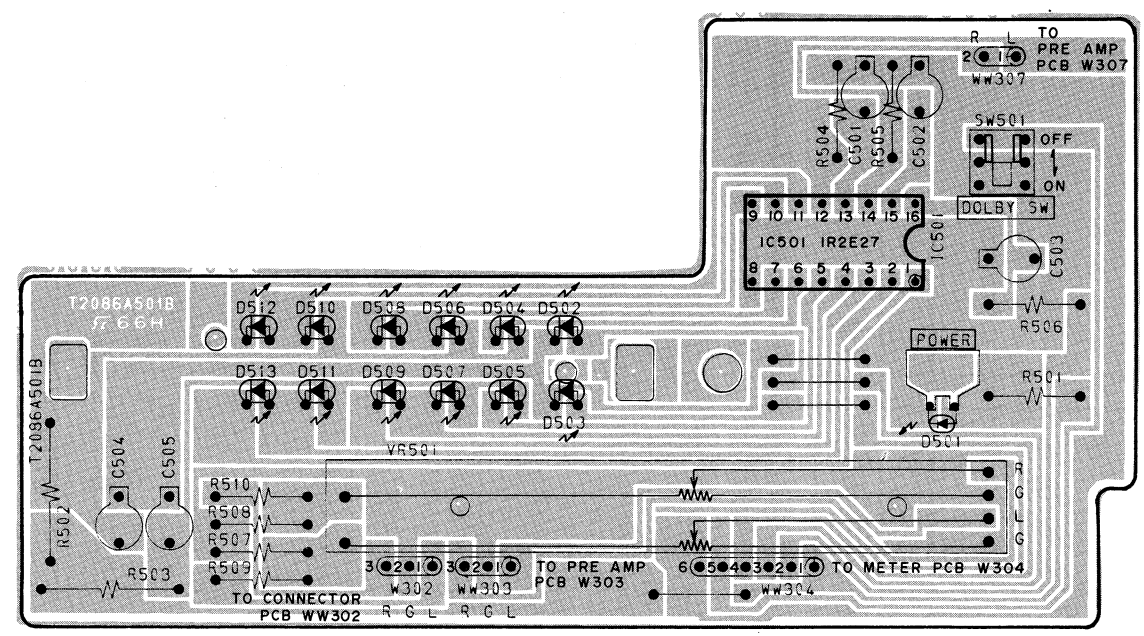 R L TO
PRE AMP
PCB W307
2 1
WW307
SW501
OFF
ON
DOLBY SW
R504
C501
R505
C502
9 10 11 12 13 14 15 16
IC501 IR2E27
IC501
8 7 6 5 4 3 2 1
C503
R506
POWER
R501
D501
T2086A501B
66H
D512 D510 D508 D506 D504 D502
D513 D511 D509 D507 D505
D503
T2086A501B
C504
C505
VR501
R
G
L
G
R510
R508
R507
R509
R502
R503
TO CONNECTOR
PCB WW302
3 2 1
W302
R G L
3 2 1
WW303
R G L
TO PRE AMP
PCB W303
6 5 4 3 2 1
WW304
TO METER PCB W304